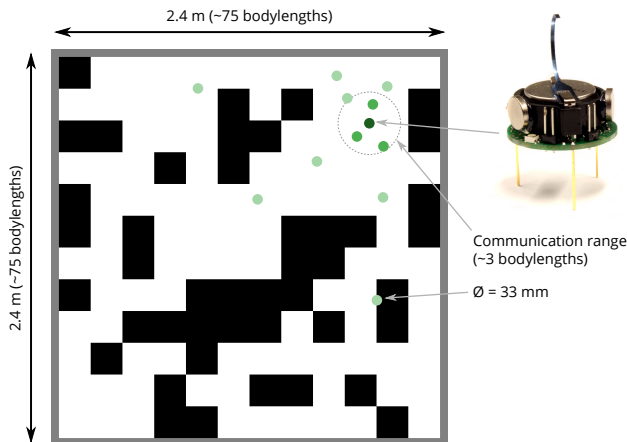 2.4 m (~75 bodylengths)
2.4 m (~75 bodylengths)
Communication range
(~3 bodylengths)
Ø = 33 mm